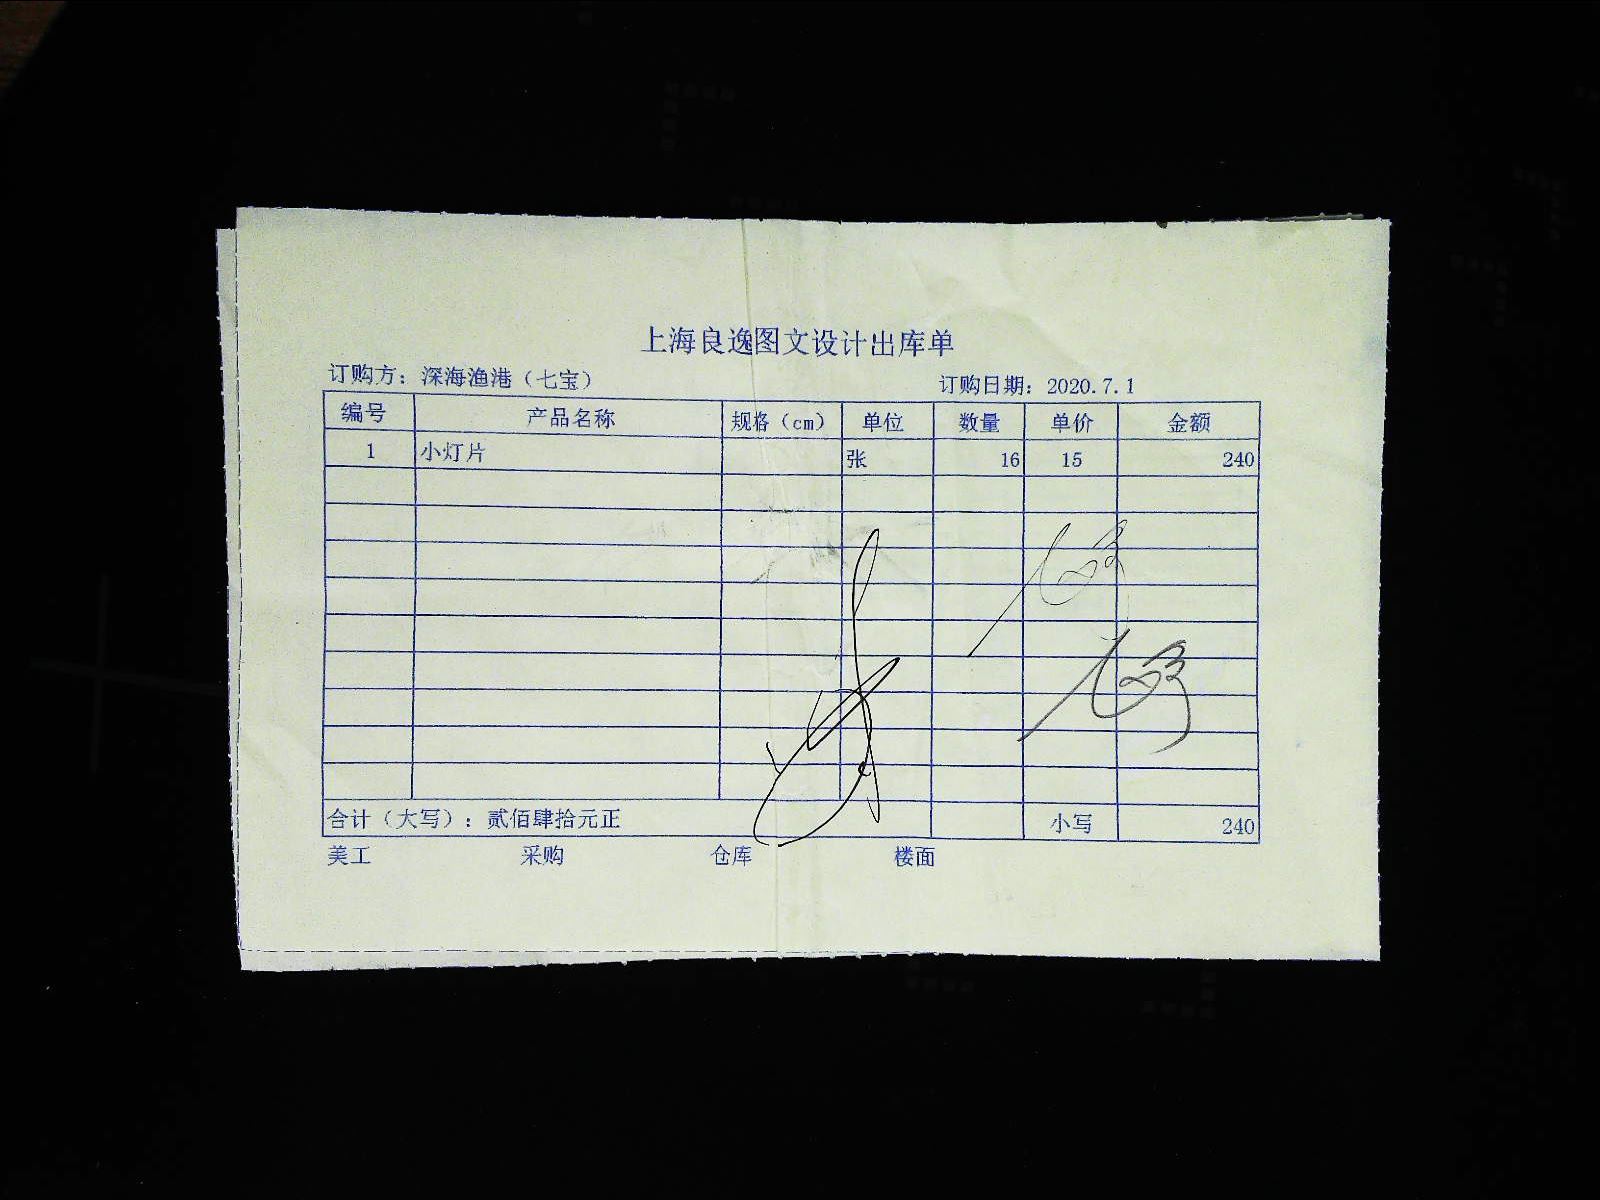 上海良逸图文设计出库单
订购方：深海渔港（七宝） 订购日期：2020.7.1
编号 产品名称 规格（cm） 单位 数量 单价 金额
1 小灯片 张 16 15 240
合计（大写）：贰佰肆拾元正 小写 240
美工 采购 仓库 楼面